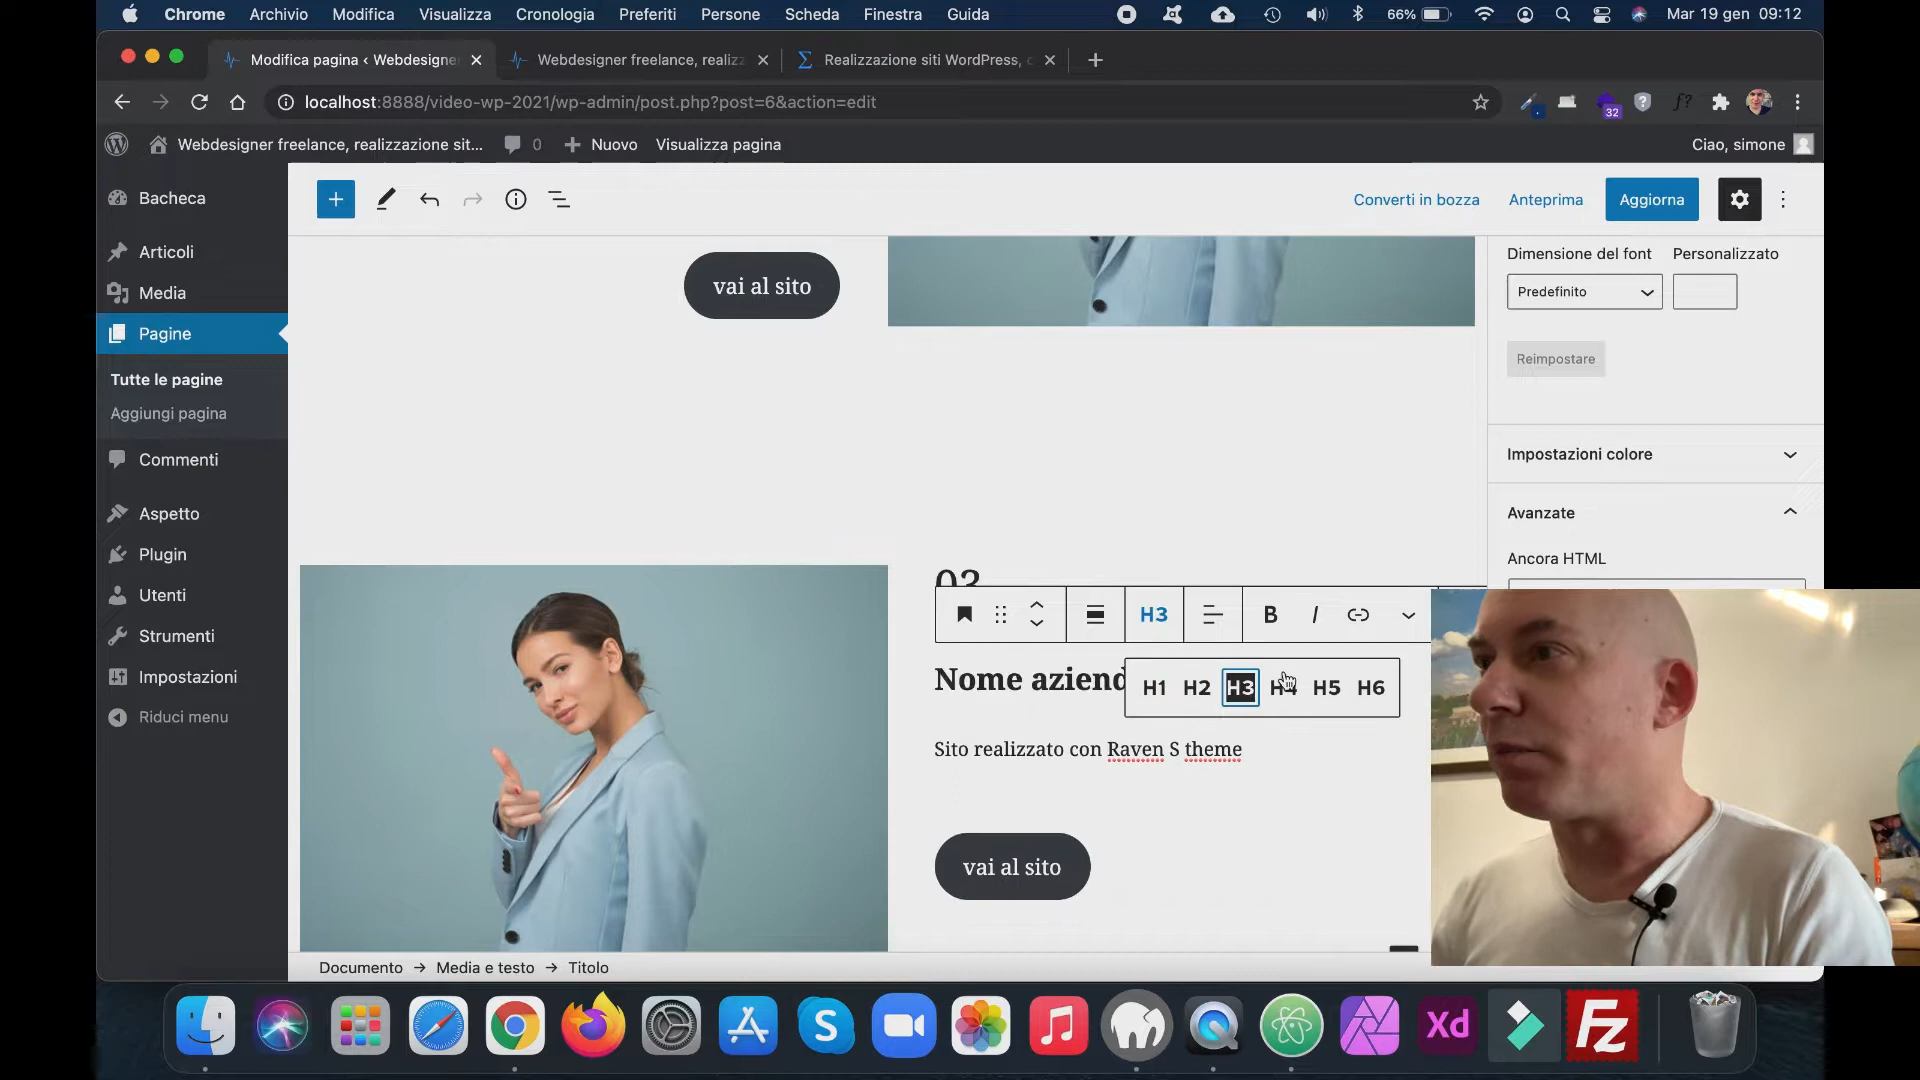 Chrome Archivio Modifica Visualizza Cronologia Preferiti Persone Scheda Finestra Guida 66% Mar 19 gen 09:12
Modifica pagina ‹ Webdesigner Webdesigner freelance, realizz Realizzazione siti WordPress, c
localhost:8888/video-wp-2021/wp-admin/post.php?post=6&action=edit f? 32
Webdesigner freelance, realizzazione sit... 0 Nuovo Visualizza pagina Ciao, simone
Bacheca
Articoli
Media
Pagine
Tutte le pagine
Aggiungi pagina
Commenti
Aspetto
Plugin
Utenti
Strumenti
Impostazioni
Riduci menu
Converti in bozza Anteprima Aggiorna
vai al sito
Dimensione del font Personalizzato
Predefinito
Reimpostare
Impostazioni colore
Avanzate
Ancora HTML
03
H3 B I
Nome aziend
H1 H2 H3 H4 H5 H6
Sito realizzato con Raven S theme
vai al sito
Documento → Media e testo → Titolo
S Xd Fz